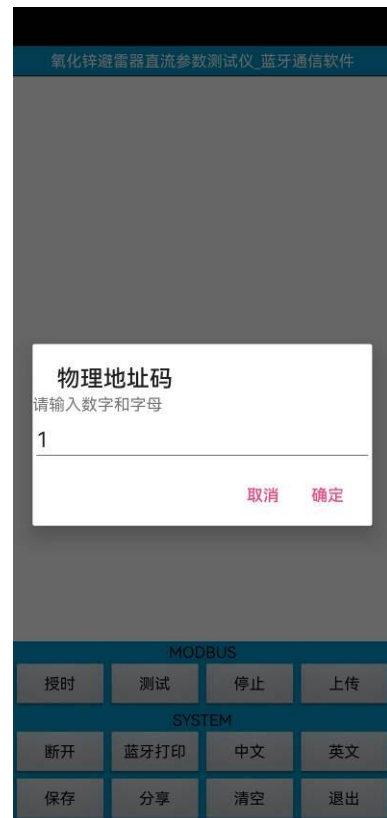 氧化锌避雷器直流参数测试仪_蓝牙通信软件
物理地址码
请输入数字和字母
1
取消 确定
MODBUS
授时 测试 停止 上传
SYSTEM
断开 蓝牙打印 中文 英文
保存 分享 清空 退出